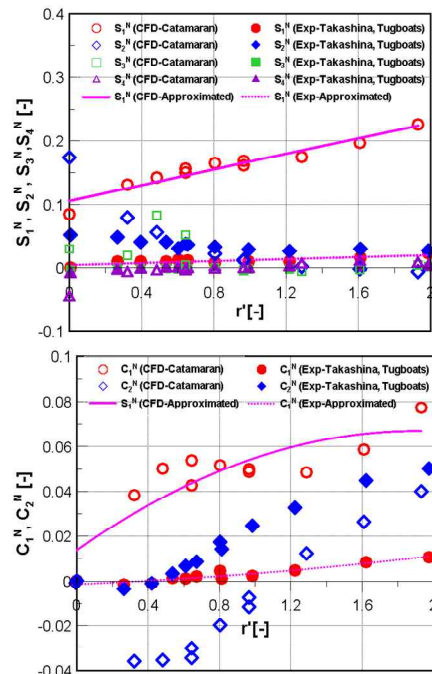 0.4
S₁ᴺ (CFD-Catamaran) S₁ᴺ (Exp-Takashina, Tugboats)
S₂ᴺ (CFD-Catamaran) S₂ᴺ (Exp-Takashina, Tugboats)
S₃ᴺ (CFD-Catamaran) S₃ᴺ (Exp-Takashina, Tugboats)
S₄ᴺ (CFD-Catamaran) S₄ᴺ (Exp-Takashina, Tugboats)
S₁ᴺ (CFD-Approximated) S₁ᴺ (Exp-Approximated)
0.3
0.2
S₁ᴺ, S₂ᴺ, S₃ᴺ, S₄ᴺ [-]
0.1
0
0 0.4 0.8 1.2 1.6 2
-0.1
r'[-]
0.1
C₁ᴺ (CFD-Catamaran) C₁ᴺ (Exp-Takashina, Tugboats)
C₂ᴺ (CFD-Catamaran) C₂ᴺ (Exp-Takashina, Tugboats)
S₁ᴺ (CFD-Approximated) C₁ᴺ (Exp-Approximated)
0.08
0.06
0.04
C₁ᴺ, C₂ᴺ [-]
0.02
0
0 0.4 0.8 1.2 1.6 2
-0.02
r'[-]
-0.04